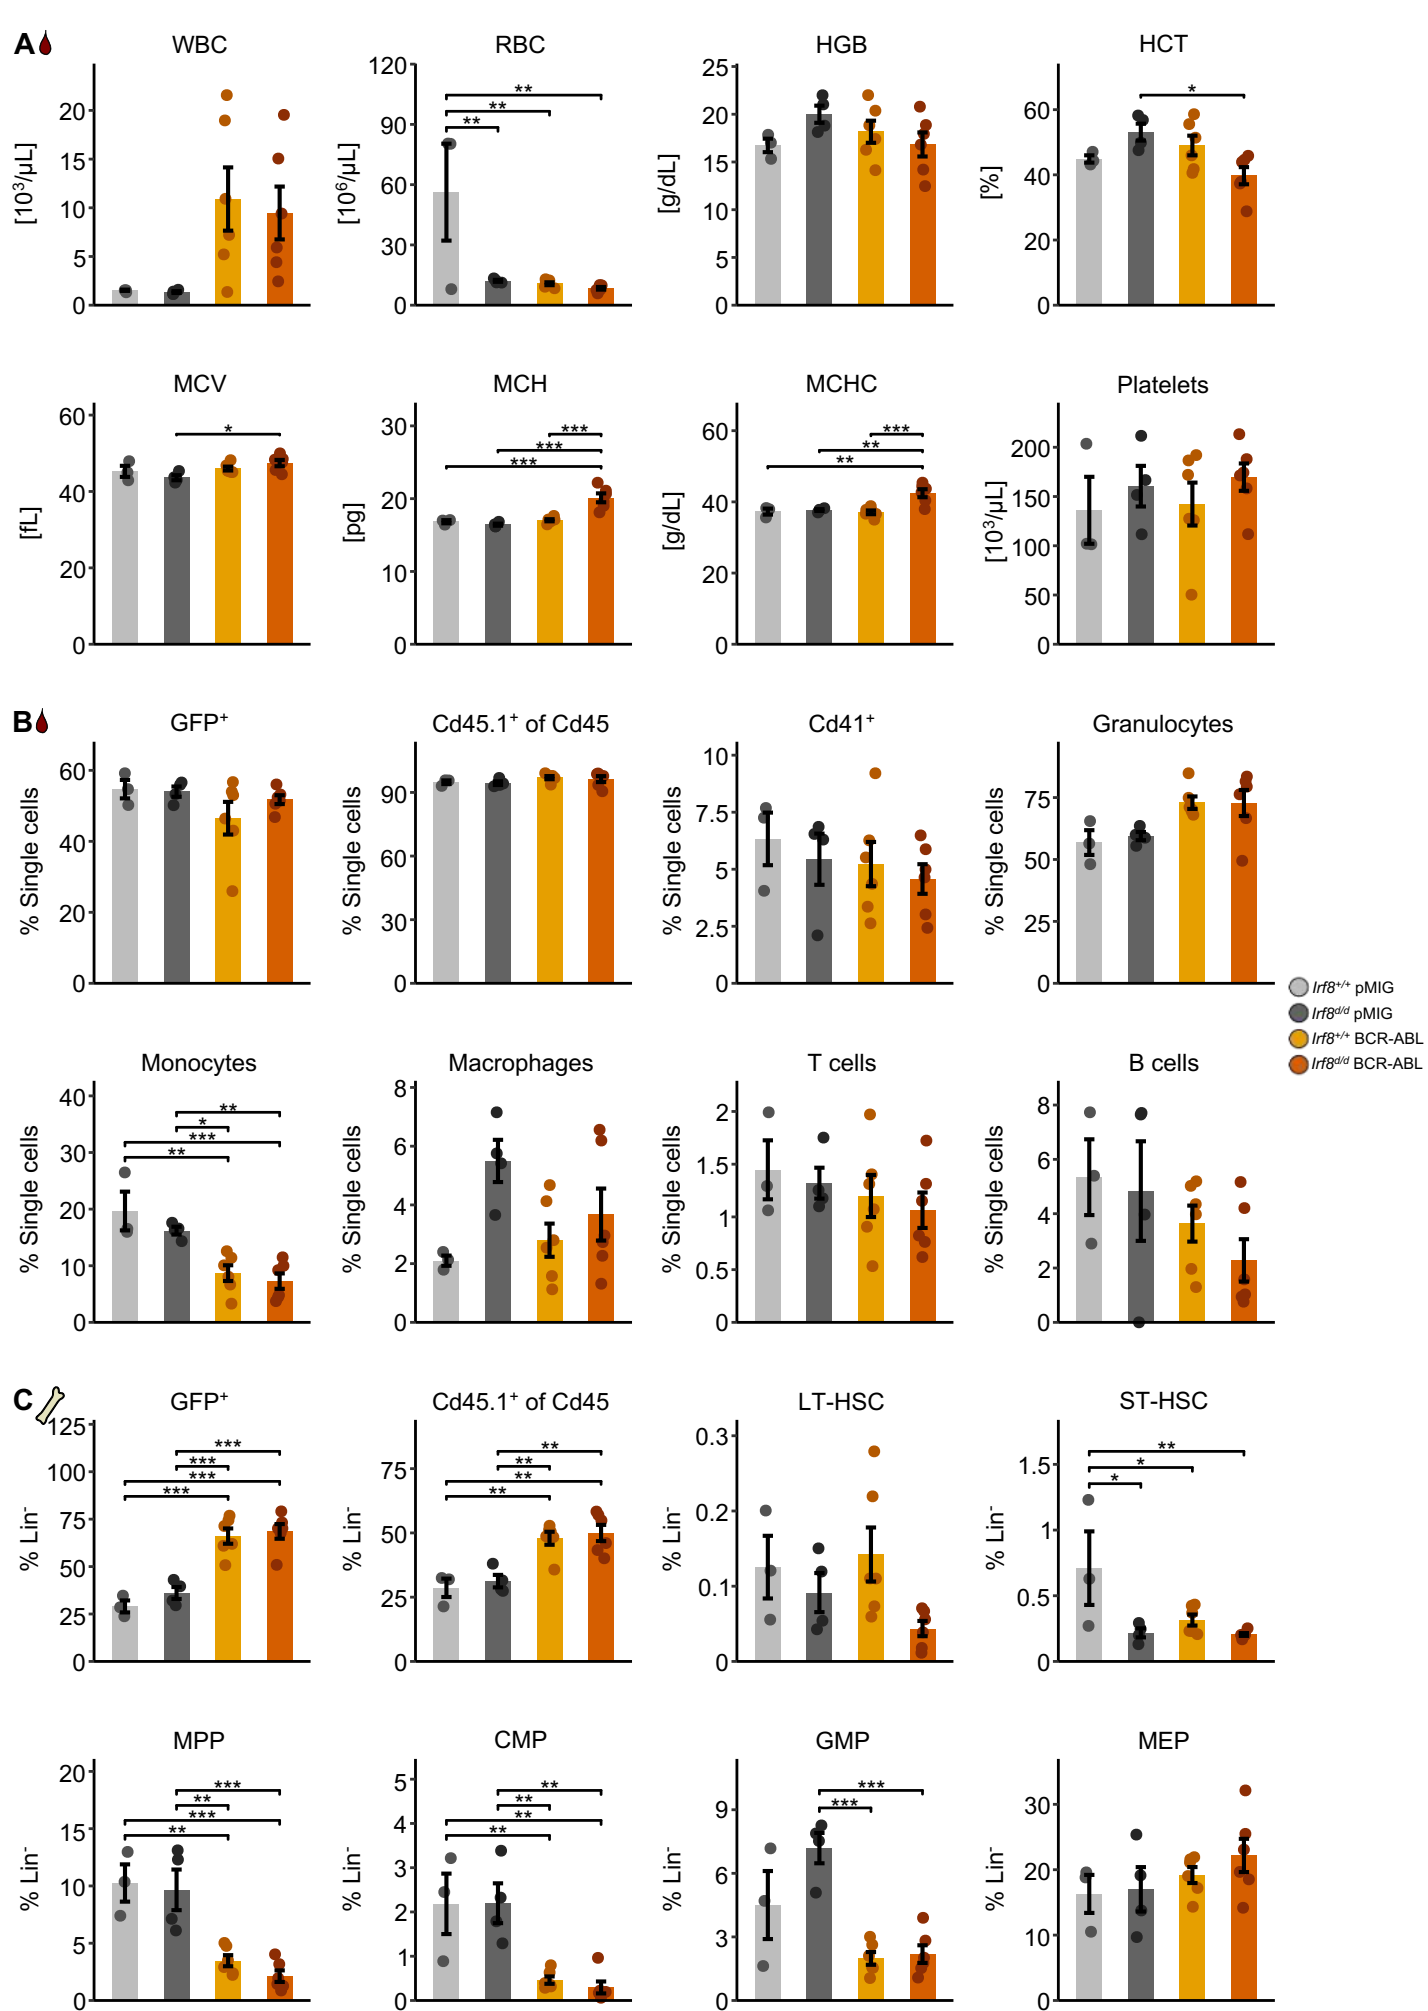 A
WBC
RBC
HGB
HCT
[10³/µL]
0
5
10
15
20
[10⁶/µL]
0
30
60
90
120
**
**
**
[g/dL]
0
5
10
15
20
25
[%]
0
20
40
60
*
MCV
MCH
MCHC
Platelets
[fL]
0
20
40
60
*
[pg]
0
10
20
30
***
***
***
[g/dL]
0
20
40
60
***
**
**
[10³/µL]
0
50
100
150
200
B
GFP⁺
Cd45.1⁺ of Cd45
Cd41⁺
Granulocytes
% Single cells
0
20
40
60
% Single cells
0
30
60
90
% Single cells
0
2.5
5
7.5
10
% Single cells
0
25
50
75
Irf8⁺/⁺ pMIG
Irf8ᵈ/ᵈ pMIG
Irf8⁺/⁺ BCR-ABL
Irf8ᵈ/ᵈ BCR-ABL
Monocytes
Macrophages
T cells
B cells
% Single cells
0
10
20
30
40
**
*
***
**
% Single cells
0
2
4
6
8
% Single cells
0
0.5
1
1.5
2
% Single cells
0
2
4
6
8
C
GFP⁺
Cd45.1⁺ of Cd45
LT-HSC
ST-HSC
% Lin⁻
0
25
50
75
100
125
***
***
***
***
% Lin⁻
0
25
50
75
**
**
**
**
% Lin⁻
0
0.1
0.2
0.3
% Lin⁻
0
0.5
1
1.5
**
*
*
MPP
CMP
GMP
MEP
% Lin⁻
0
5
10
15
20
***
**
***
**
% Lin⁻
0
1
2
3
4
5
**
**
**
**
% Lin⁻
0
3
6
9
***
***
% Lin⁻
0
10
20
30